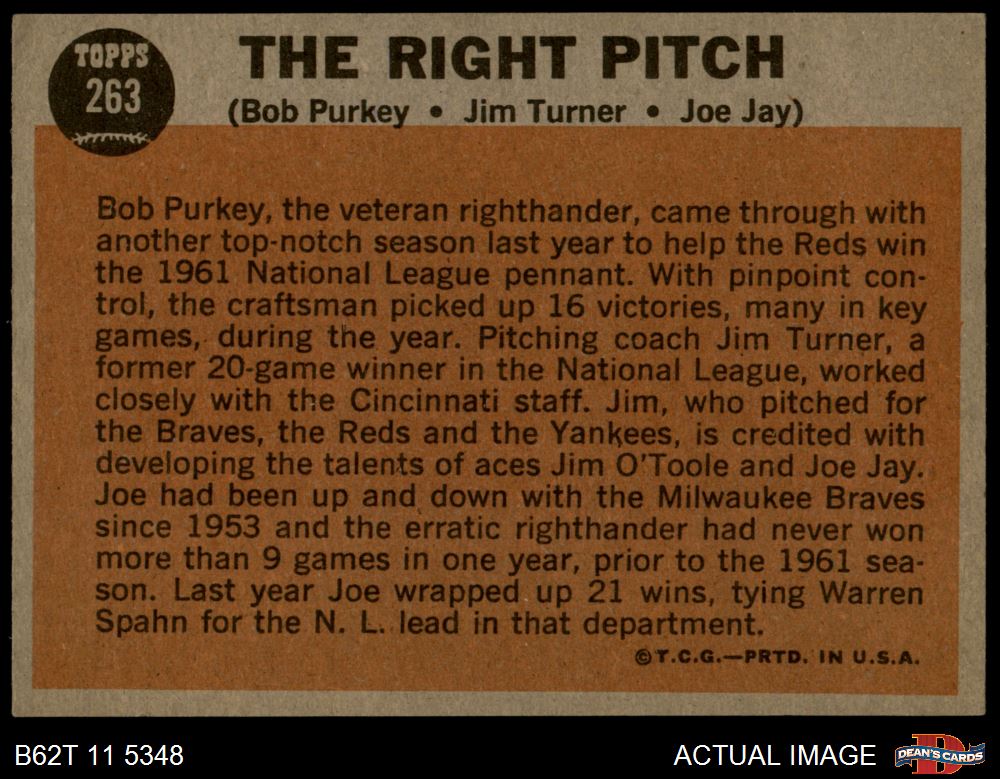 TOPPS
263
THE RIGHT PITCH
(Bob Purkey • Jim Turner • Joe Jay)
Bob Purkey, the veteran righthander, came through with
another top-notch season last year to help the Reds win
the 1961 National League pennant. With pinpoint con-
trol, the craftsman picked up 16 victories, many in key
games, during the year. Pitching coach Jim Turner, a
former 20-game winner in the National League, worked
closely with the Cincinnati staff. Jim, who pitched for
the Braves, the Reds and the Yankees, is credited with
developing the talents of aces Jim O'Toole and Joe Jay.
Joe had been up and down with the Milwaukee Braves
since 1953 and the erratic righthander had never won
more than 9 games in one year, prior to the 1961 sea-
son. Last year Joe wrapped up 21 wins, tying Warren
Spahn for the N. L. lead in that department.
©T.C.G.—PRTD. IN U.S.A.
B62T 11 5348
ACTUAL IMAGE
DEAN'S CARDS